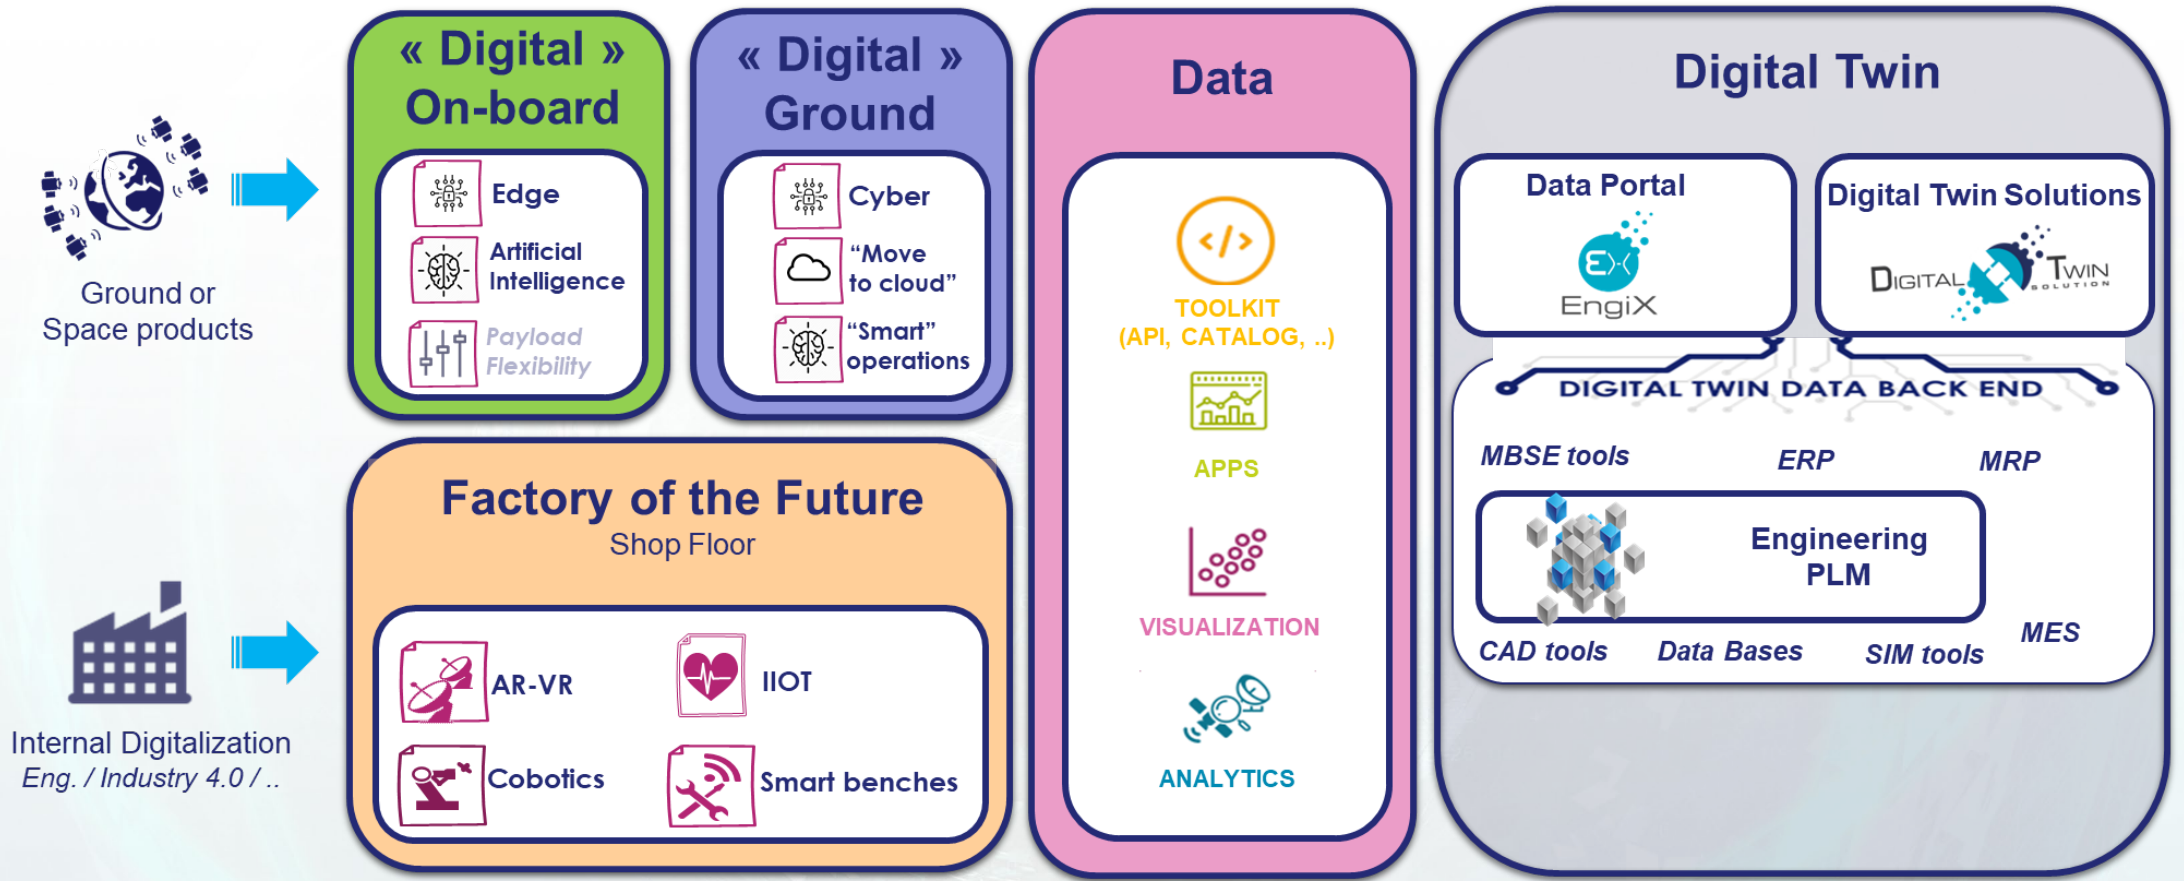 Ground or
Space products
Internal Digitalization
Eng. / Industry 4.0 / ..
« Digital »
On-board
Edge
Artificial
Intelligence
Payload
Flexibility
« Digital »
Ground
Cyber
“Move
to cloud”
“Smart”
operations
Factory of the Future
Shop Floor
AR-VR
IIOT
Cobotics
Smart benches
Data
</>
TOOLKIT
(API, CATALOG, ..)
APPS
VISUALIZATION
ANALYTICS
Digital Twin
Data Portal
EngiX
Digital Twin Solutions
DIGITAL TWIN
SOLUTION
DIGITAL TWIN DATA BACK END
MBSE tools
ERP
MRP
Engineering
PLM
MES
CAD tools
Data Bases
SIM tools